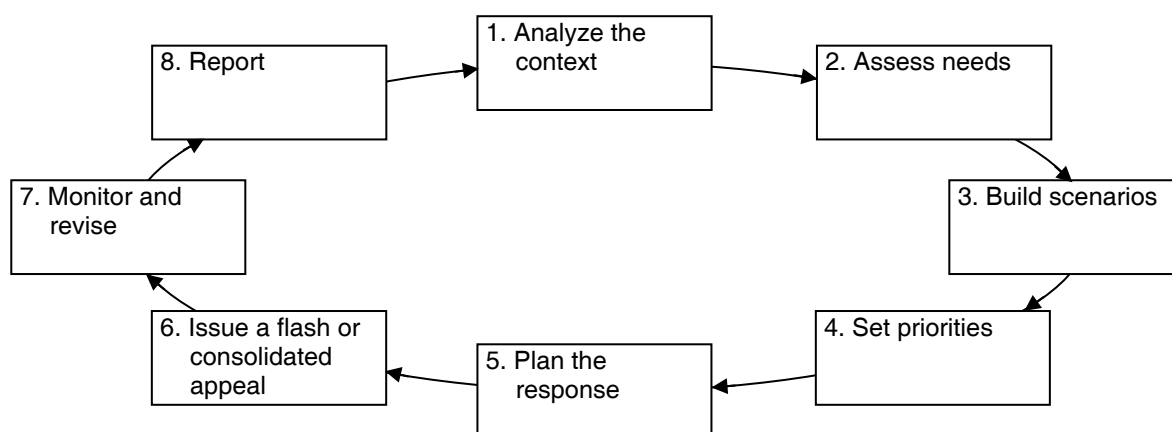 1. Analyze the
context
2. Assess needs
3. Build scenarios
4. Set priorities
5. Plan the
response
6. Issue a flash or
consolidated
appeal
7. Monitor and
revise
8. Report